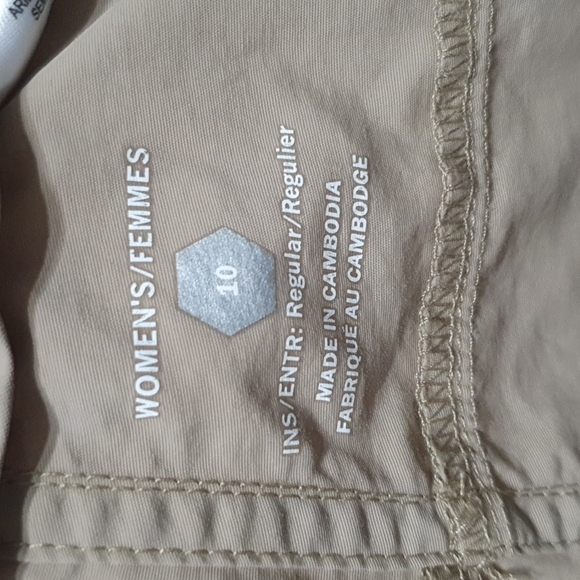 WOMEN'S/FEMMES
10
INS/ENTR: Regular/Regulier
MADE IN CAMBODIA
FABRIQUÉ AU CAMBODGE